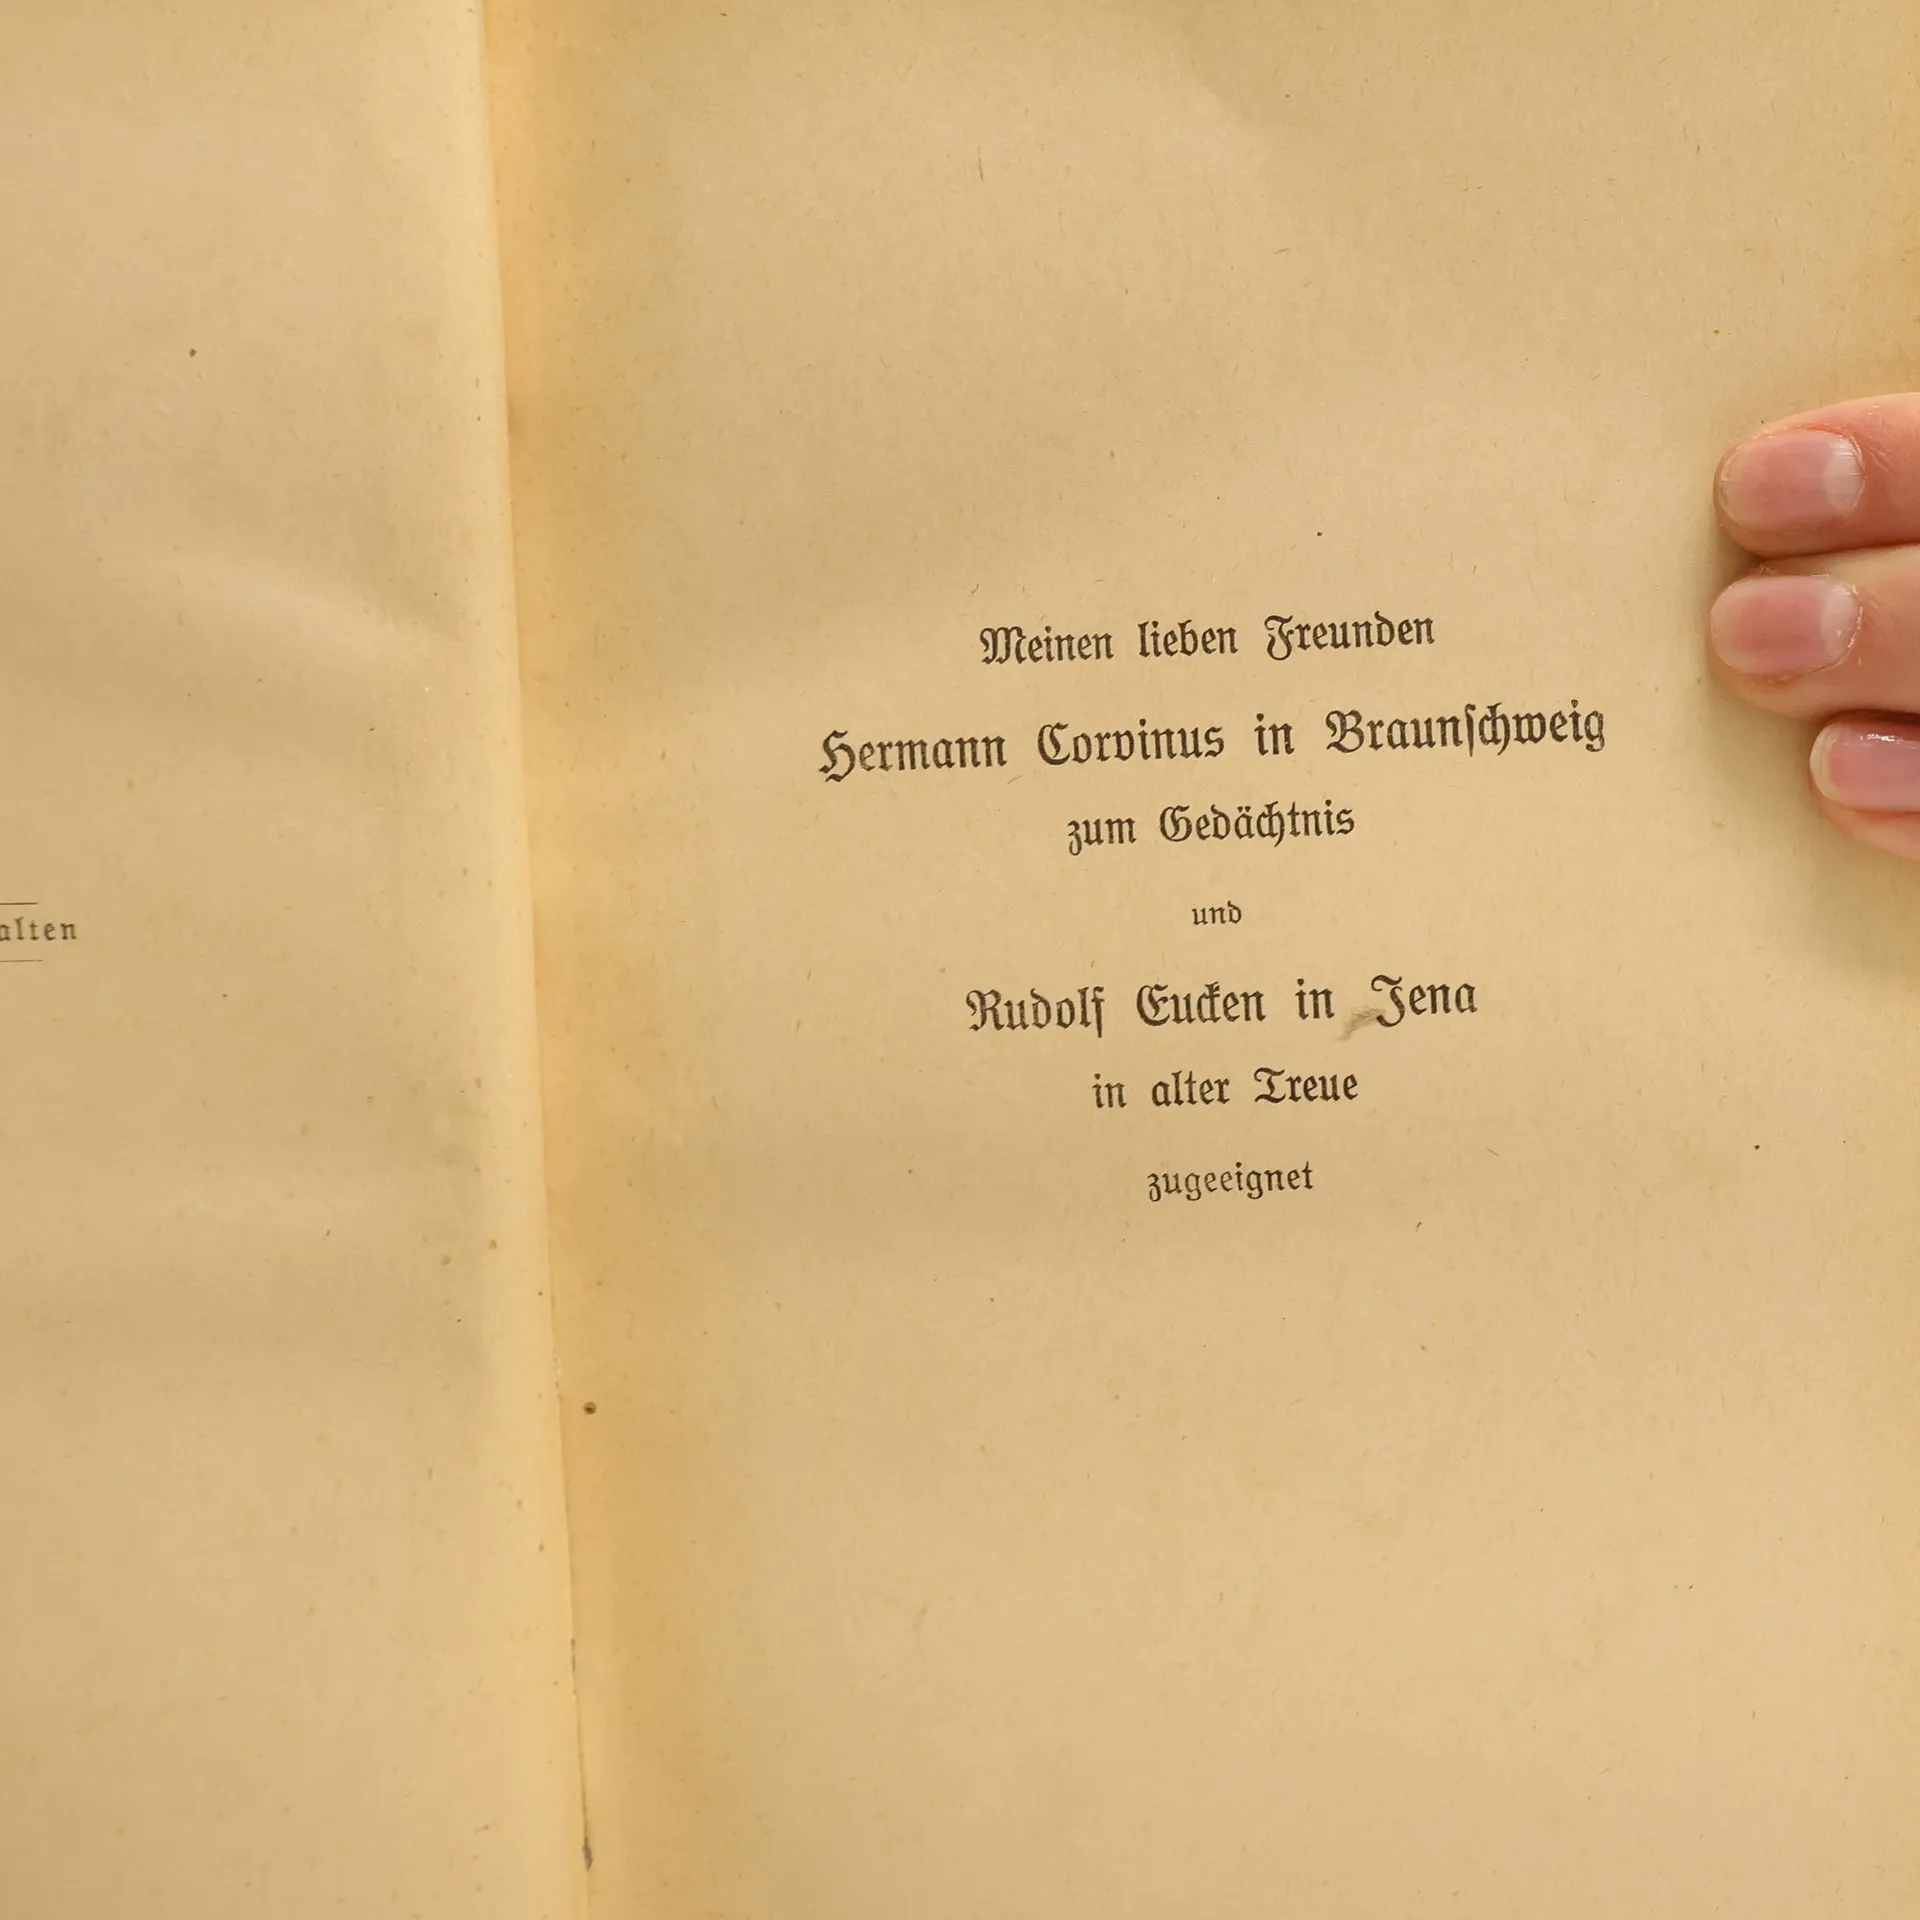 alten
Meinen lieben Freunden
Hermann Corvinus in Braunſchweig
zum Gedächtnis
und
Rudolf Eucken in Jena
in alter Treue
zugeeignet